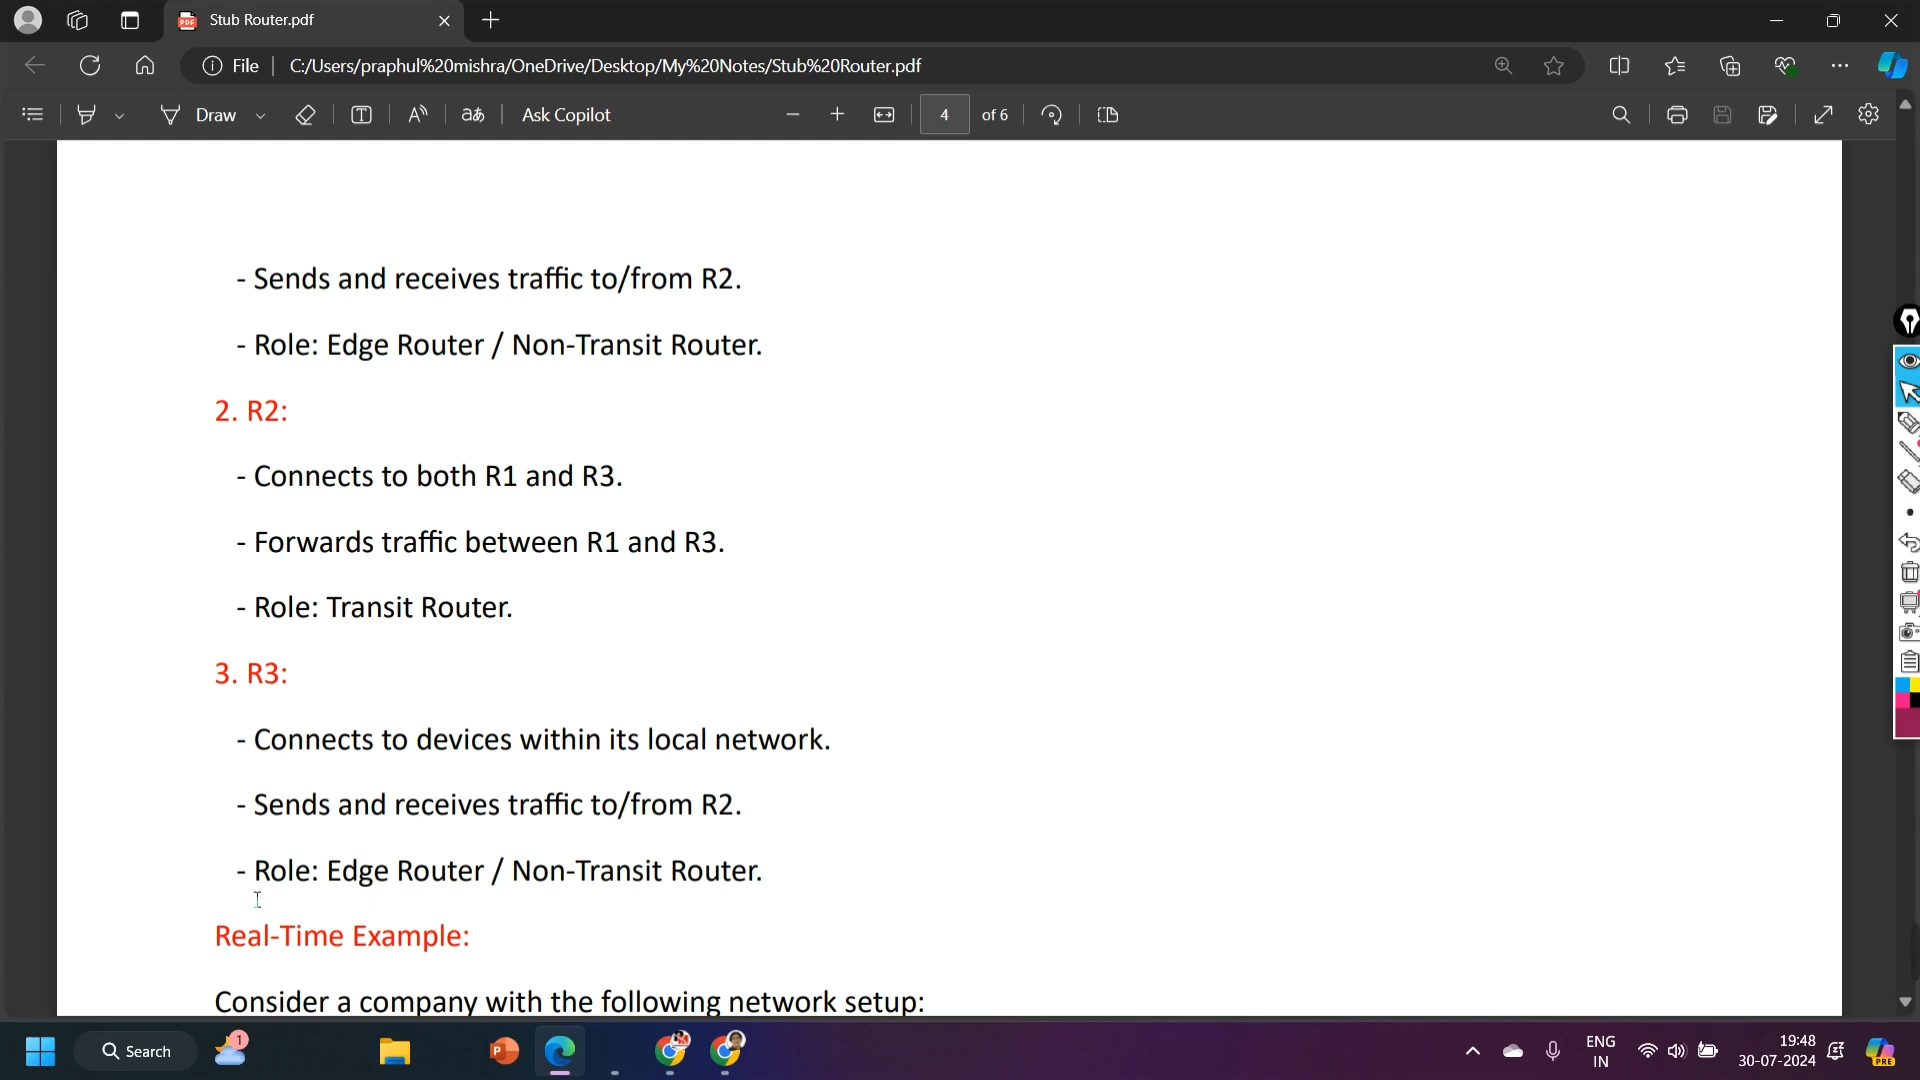 Stub Router.pdf
File
C:/Users/praphul%20mishra/OneDrive/Desktop/My%20Notes/Stub%20Router.pdf
Draw
Ask Copilot
4 of 6
- Sends and receives traffic to/from R2.
- Role: Edge Router / Non-Transit Router.
2. R2:
- Connects to both R1 and R3.
- Forwards traffic between R1 and R3.
- Role: Transit Router.
3. R3:
- Connects to devices within its local network.
- Sends and receives traffic to/from R2.
- Role: Edge Router / Non-Transit Router.
Real-Time Example:
Consider a company with the following network setup:
1
Search
ENG
IN
19:48
30-07-2024
PRE